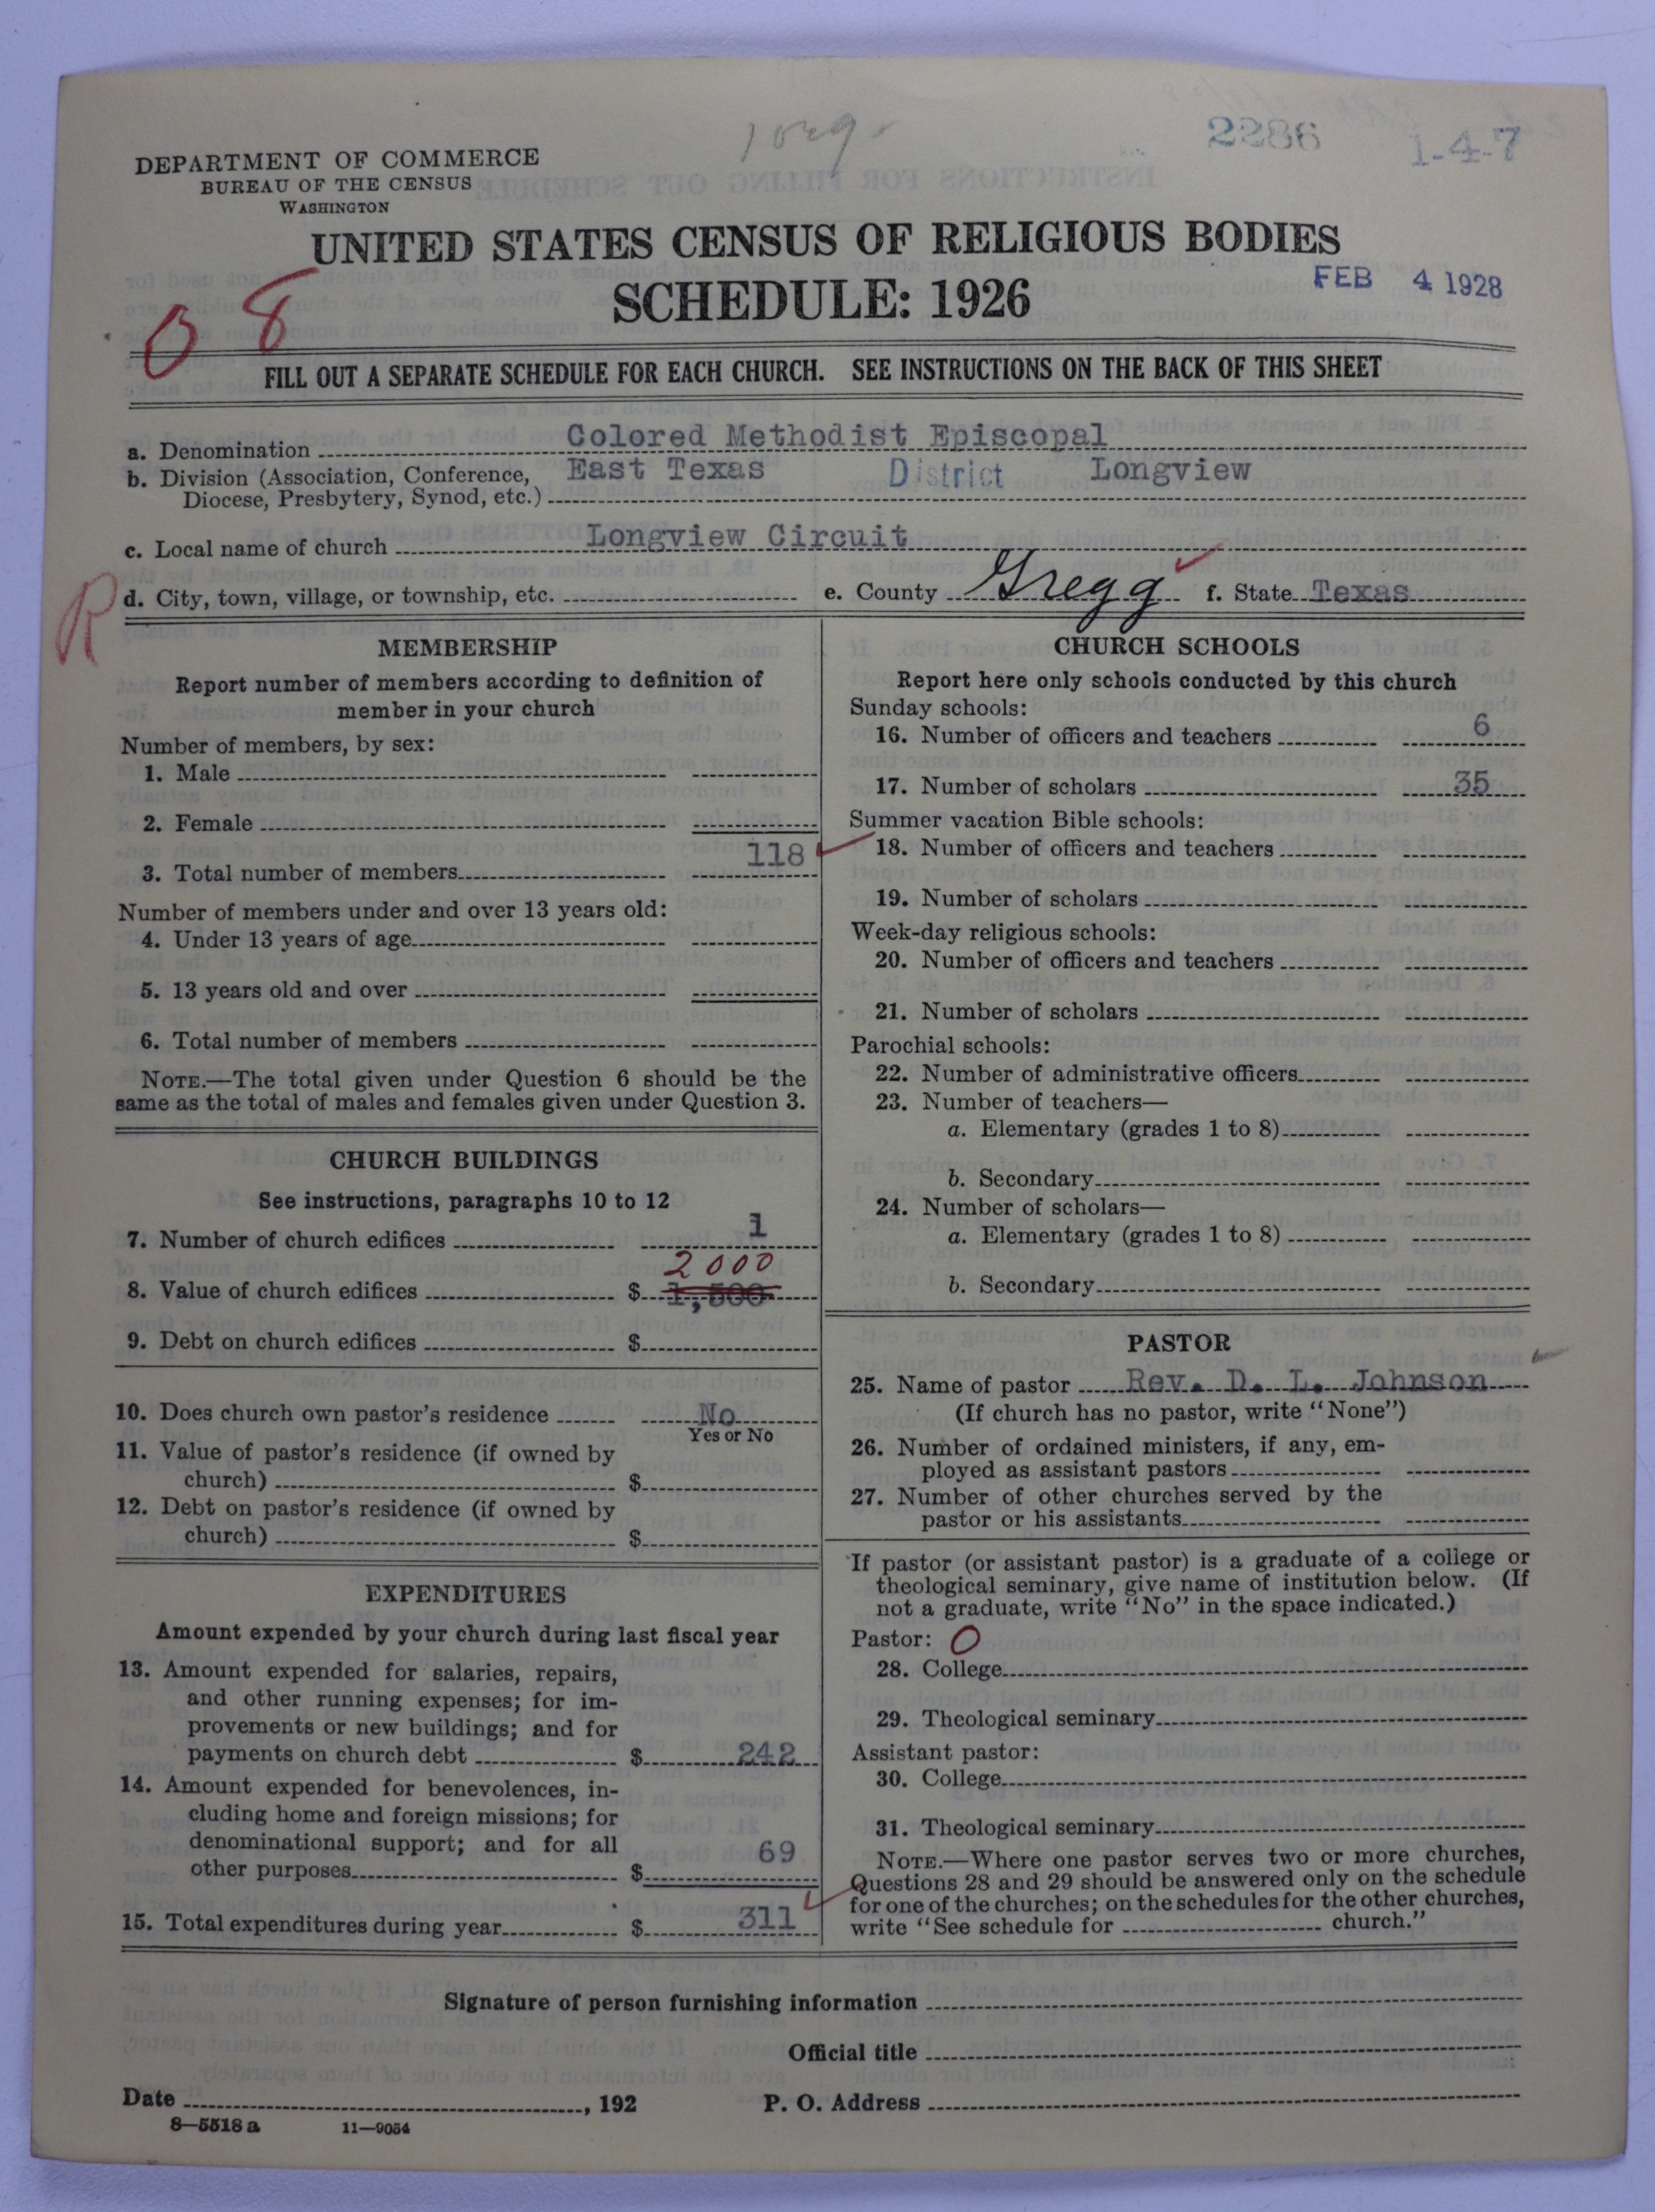 1 org.
2286
1-4-7
DEPARTMENT OF COMMERCE
BUREAU OF THE CENSUS
WASHINGTON
UNITED STATES CENSUS OF RELIGIOUS BODIES
SCHEDULE: 1926
FEB 4 1928
08
FILL OUT A SEPARATE SCHEDULE FOR EACH CHURCH. SEE INSTRUCTIONS ON THE BACK OF THIS SHEET
a. Denomination Colored Methodist Episcopal
b. Division (Association, Conference, East Texas District Longview
Diocese, Presbytery, Synod, etc.)
c. Local name of church Longview Circuit
R d. City, town, village, or township, etc. e. County Gregg f. State Texas
MEMBERSHIP
Report number of members according to definition of
member in your church
Number of members, by sex:
1. Male
2. Female
3. Total number of members 118
Number of members under and over 13 years old:
4. Under 13 years of age
5. 13 years old and over
6. Total number of members
NOTE.—The total given under Question 6 should be the
same as the total of males and females given under Question 3.
CHURCH BUILDINGS
See instructions, paragraphs 10 to 12
7. Number of church edifices 1
2000
8. Value of church edifices $ 1,500
9. Debt on church edifices $
10. Does church own pastor's residence No
Yes or No
11. Value of pastor's residence (if owned by
church) $
12. Debt on pastor's residence (if owned by
church) $
EXPENDITURES
Amount expended by your church during last fiscal year
13. Amount expended for salaries, repairs,
and other running expenses; for im-
provements or new buildings; and for
payments on church debt $ 242
14. Amount expended for benevolences, in-
cluding home and foreign missions; for
denominational support; and for all
other purposes $ 69
15. Total expenditures during year $ 311
CHURCH SCHOOLS
Report here only schools conducted by this church
Sunday schools:
16. Number of officers and teachers 6
17. Number of scholars 35
Summer vacation Bible schools:
18. Number of officers and teachers
19. Number of scholars
Week-day religious schools:
20. Number of officers and teachers
21. Number of scholars
Parochial schools:
22. Number of administrative officers
23. Number of teachers—
a. Elementary (grades 1 to 8)
b. Secondary
24. Number of scholars—
a. Elementary (grades 1 to 8)
b. Secondary
PASTOR
25. Name of pastor Rev. D. L. Johnson
(If church has no pastor, write "None")
26. Number of ordained ministers, if any, em-
ployed as assistant pastors
27. Number of other churches served by the
pastor or his assistants
If pastor (or assistant pastor) is a graduate of a college or
theological seminary, give name of institution below. (If
not a graduate, write "No" in the space indicated.)
Pastor: O
28. College
29. Theological seminary
Assistant pastor:
30. College
31. Theological seminary
NOTE.—Where one pastor serves two or more churches,
Questions 28 and 29 should be answered only on the schedule
for one of the churches; on the schedules for the other churches,
write "See schedule for church."
Signature of person furnishing information
Official title
Date , 192 P. O. Address
8—5518 a 11—9054